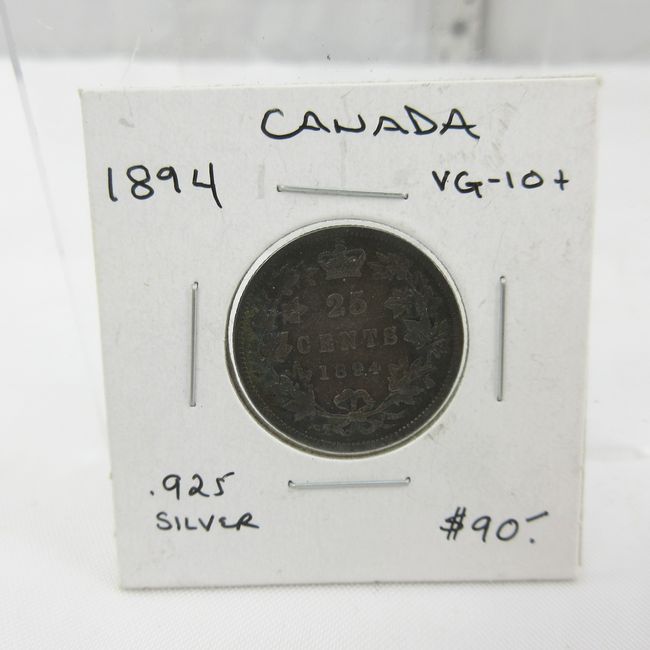 CANADA
1894
VG-10+
25
CENTS
1894
.925
SILVER
$90.-